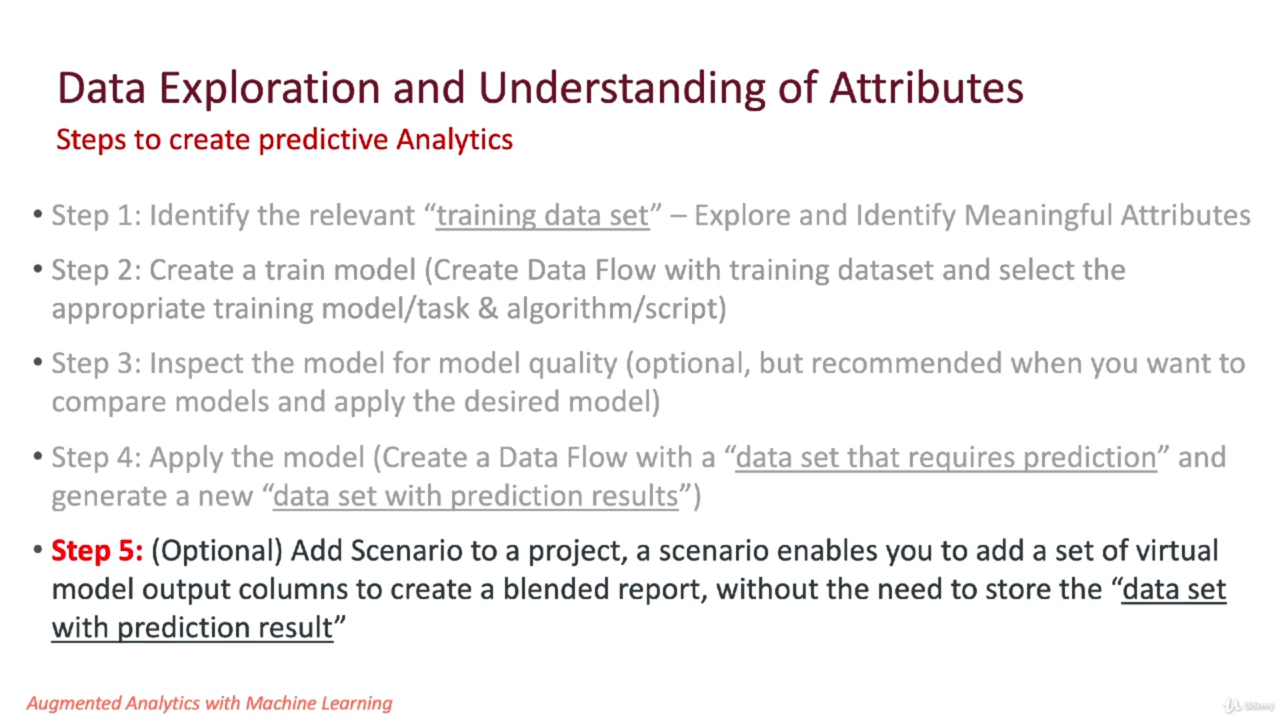 Data Exploration and Understanding of Attributes
Steps to create predictive Analytics
• Step 1: Identify the relevant “training data set” – Explore and Identify Meaningful Attributes
• Step 2: Create a train model (Create Data Flow with training dataset and select the
appropriate training model/task & algorithm/script)
• Step 3: Inspect the model for model quality (optional, but recommended when you want to
compare models and apply the desired model)
• Step 4: Apply the model (Create a Data Flow with a “data set that requires prediction” and
generate a new “data set with prediction results”)
• Step 5: (Optional) Add Scenario to a project, a scenario enables you to add a set of virtual
model output columns to create a blended report, without the need to store the “data set
with prediction result”
Augmented Analytics with Machine Learning
Udemy